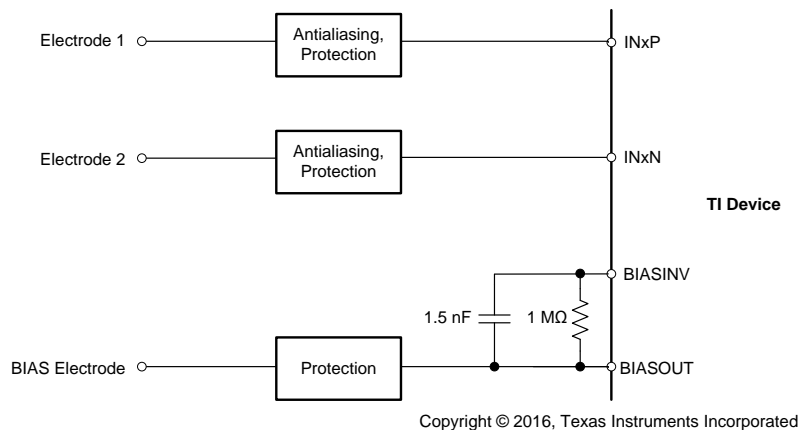 Electrode 1
Antialiasing,
Protection
INxP
Electrode 2
Antialiasing,
Protection
INxN
TI Device
BIASINV
1.5 nF
1 MΩ
BIAS Electrode
Protection
BIASOUT
Copyright © 2016, Texas Instruments Incorporated